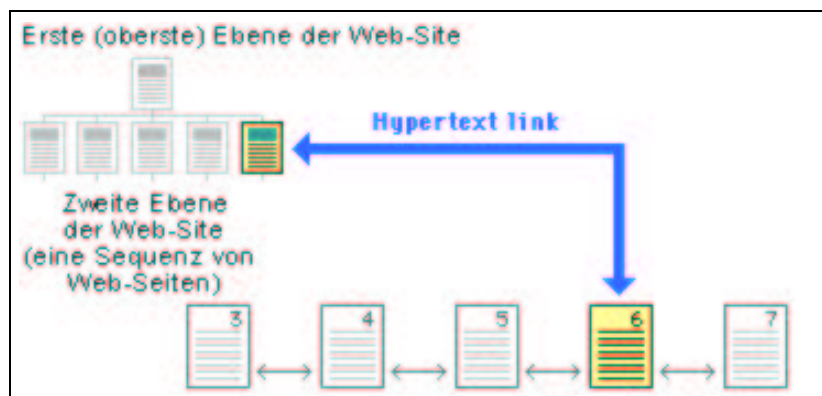 Erste (oberste) Ebene der Web-Site
Hypertext link
Zweite Ebene
der Web-Site
(eine Sequenz von
Web-Seiten)
3 4 5 6 7